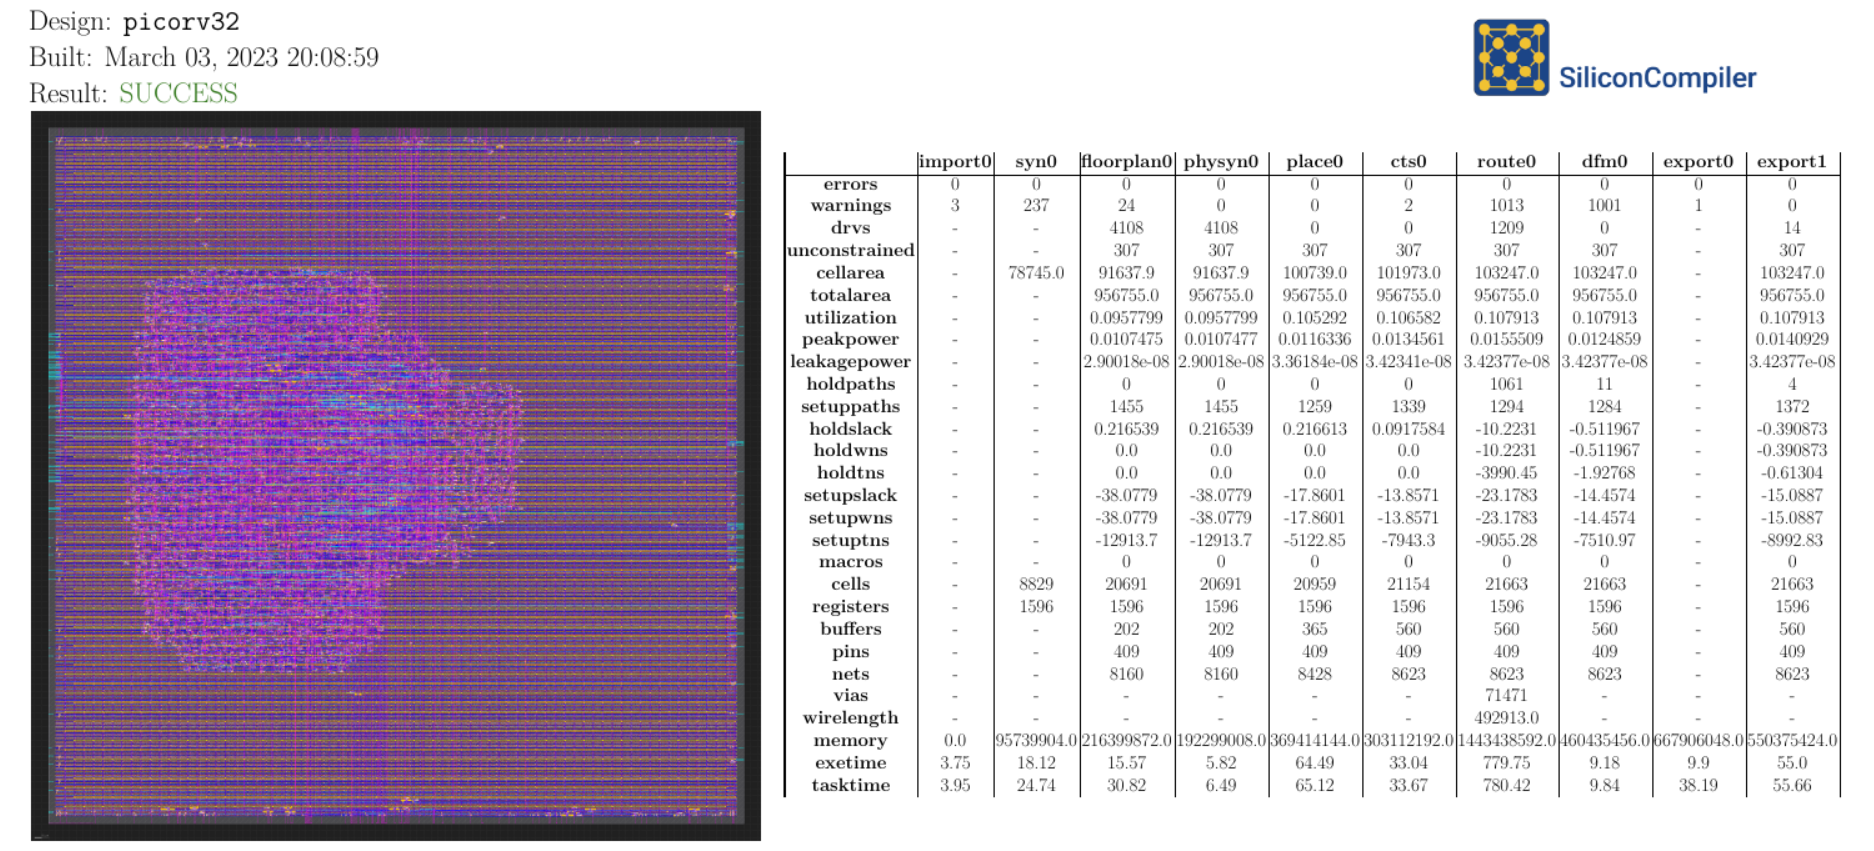 Design: picorv32
Built: March 03, 2023 20:08:59
Result: SUCCESS
SiliconCompiler
import0 syn0 floorplan0 physyn0 place0 cts0 route0 dfm0 export0 export1
errors 0 0 0 0 0 0 0 0 0 0
warnings 3 237 24 0 0 2 1013 1001 1 0
drvs - - 4108 4108 0 0 1209 0 - 14
unconstrained - - 307 307 307 307 307 307 - 307
cellarea - 78745.0 91637.9 91637.9 100739.0 101973.0 103247.0 103247.0 - 103247.0
totalarea - - 956755.0 956755.0 956755.0 956755.0 956755.0 956755.0 - 956755.0
utilization - - 0.0957799 0.0957799 0.105292 0.106582 0.107913 0.107913 - 0.107913
peakpower - - 0.0107475 0.0107477 0.0116336 0.0134561 0.0155509 0.0124859 - 0.0140929
leakagepower - - 2.90018e-08 2.90018e-08 3.36184e-08 3.42341e-08 3.42377e-08 3.42377e-08 - 3.42377e-08
holdpaths - - 0 0 0 0 1061 11 - 4
setuppaths - - 1455 1455 1259 1339 1294 1284 - 1372
holdslack - - 0.216539 0.216539 0.216613 0.0917584 -10.2231 -0.511967 - -0.390873
holdwns - - 0.0 0.0 0.0 0.0 -10.2231 -0.511967 - -0.390873
holdtns - - 0.0 0.0 0.0 0.0 -3990.45 -1.92768 - -0.61304
setupslack - - -38.0779 -38.0779 -17.8601 -13.8571 -23.1783 -14.4574 - -15.0887
setupwns - - -38.0779 -38.0779 -17.8601 -13.8571 -23.1783 -14.4574 - -15.0887
setuptns - - -12913.7 -12913.7 -5122.85 -7943.3 -9055.28 -7510.97 - -8992.83
macros - - 0 0 0 0 0 0 - 0
cells - 8829 20691 20691 20959 21154 21663 21663 - 21663
registers - 1596 1596 1596 1596 1596 1596 1596 - 1596
buffers - - 202 202 365 560 560 560 - 560
pins - - 409 409 409 409 409 409 - 409
nets - - 8160 8160 8428 8623 8623 8623 - 8623
vias - - - - - - 71471 - - -
wirelength - - - - - - 492913.0 - - -
memory 0.0 95739904.0 216399872.0 192299008.0 369414144.0 303112192.0 1443438592.0 460435456.0 667906048.0 550375424.0
exetime 3.75 18.12 15.57 5.82 64.49 33.04 779.75 9.18 9.9 55.0
tasktime 3.95 24.74 30.82 6.49 65.12 33.67 780.42 9.84 38.19 55.66